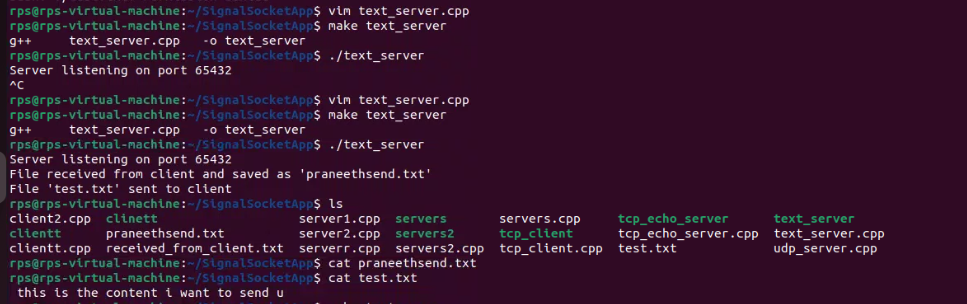 rps@rps-virtual-machine:~/SignalSocketApp$ vim text_server.cpp
rps@rps-virtual-machine:~/SignalSocketApp$ make text_server
g++     text_server.cpp   -o text_server
rps@rps-virtual-machine:~/SignalSocketApp$ ./text_server
Server listening on port 65432
^C
rps@rps-virtual-machine:~/SignalSocketApp$ vim text_server.cpp
rps@rps-virtual-machine:~/SignalSocketApp$ make text_server
g++     text_server.cpp   -o text_server
rps@rps-virtual-machine:~/SignalSocketApp$ ./text_server
Server listening on port 65432
File received from client and saved as 'praneethsend.txt'
File 'test.txt' sent to client
rps@rps-virtual-machine:~/SignalSocketApp$ ls
client2.cpp  clinett                  server1.cpp  servers       servers.cpp     tcp_echo_server      text_server
clientt      praneethsend.txt         server2.cpp  servers2      tcp_client      tcp_echo_server.cpp  text_server.cpp
clientt.cpp  received_from_client.txt  serverr.cpp  servers2.cpp  tcp_client.cpp  test.txt             udp_server.cpp
rps@rps-virtual-machine:~/SignalSocketApp$ cat praneethsend.txt
rps@rps-virtual-machine:~/SignalSocketApp$ cat test.txt
 this is the content i want to send u